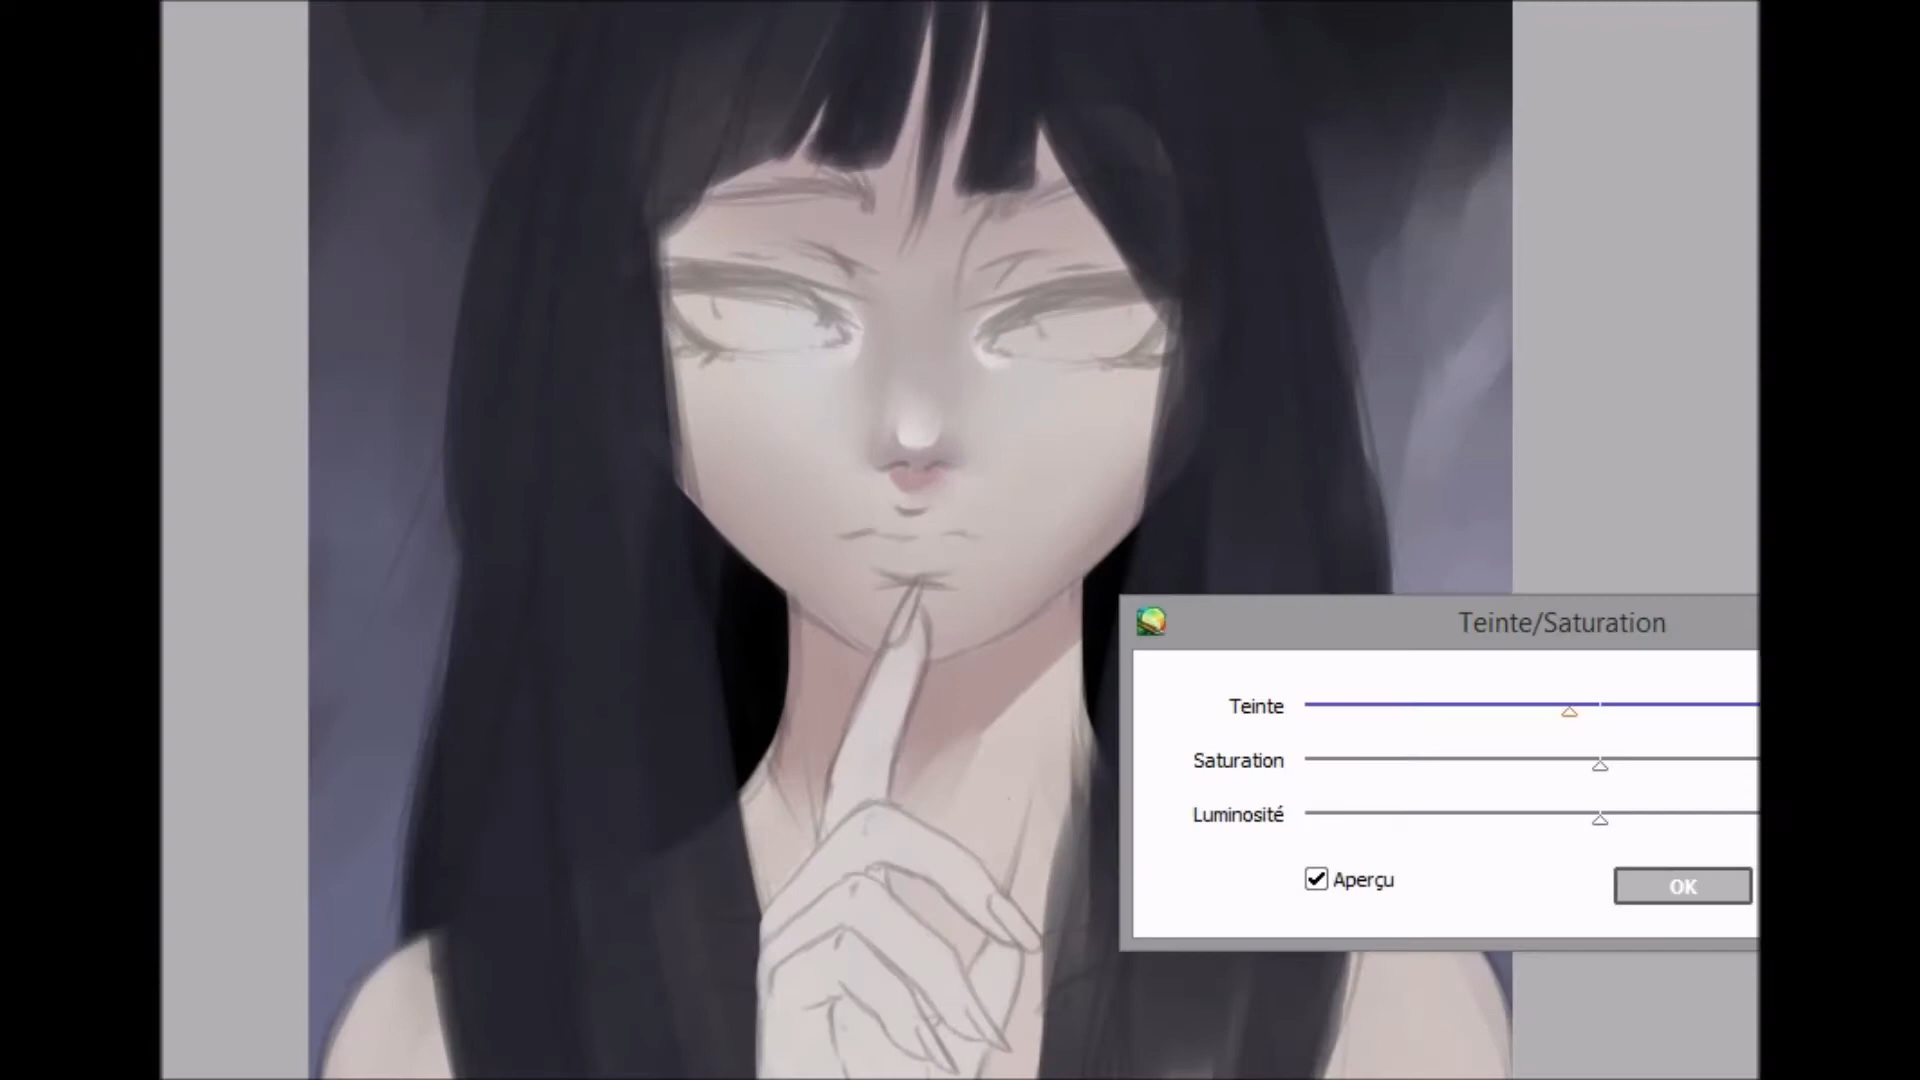 Teinte/Saturation
Teinte
Saturation
Luminosité
Aperçu
OK